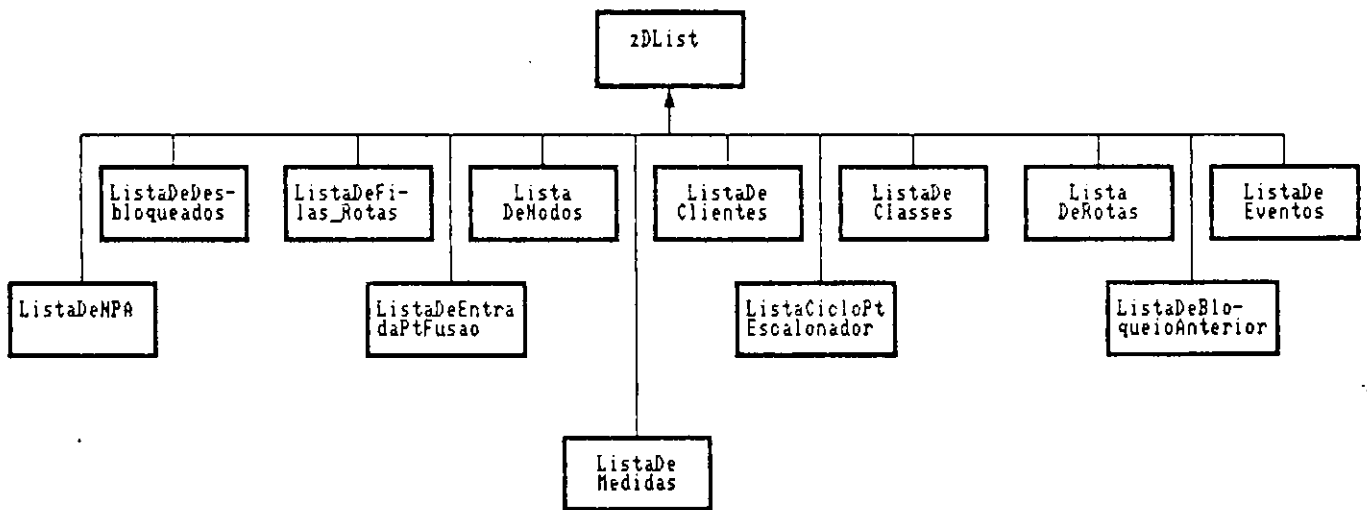 zDList
ListaDeDes-
bloqueados
ListaDeFi-
las_Rotas
Lista
DeNodos
ListaDe
Clientes
ListaDe
Classes
Lista
DeRotas
ListaDe
Eventos
ListaDeMPA
ListaDeEntra
daPtFusao
ListaCicloPt
Escalonador
ListaDeBlo-
queioAnterior
ListaDe
Medidas